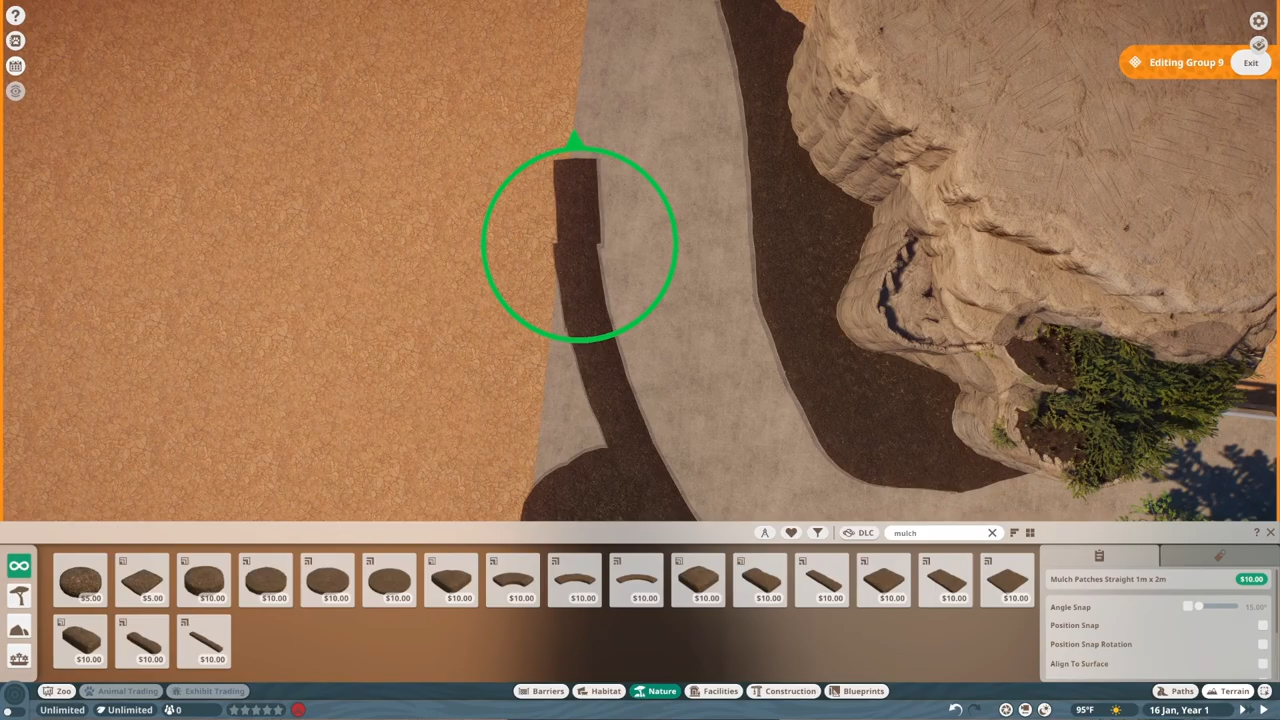 ?
Editing Group 9 Exit
DLC mulch
? ×
$5.00 $5.00 $10.00 $10.00 $10.00 $10.00 $10.00 $10.00 $10.00 $10.00 $10.00 $10.00 $10.00 $10.00 $10.00 $10.00
$10.00 $10.00 $10.00
Mulch Patches Straight 1m x 2m $10.00
Angle Snap 15.00°
Position Snap
Position Snap Rotation
Align To Surface
Zoo Animal Trading Exhibit Trading Barriers Habitat Nature Facilities Construction Blueprints Paths Terrain
Unlimited Unlimited 0 95°F 16 Jan, Year 1